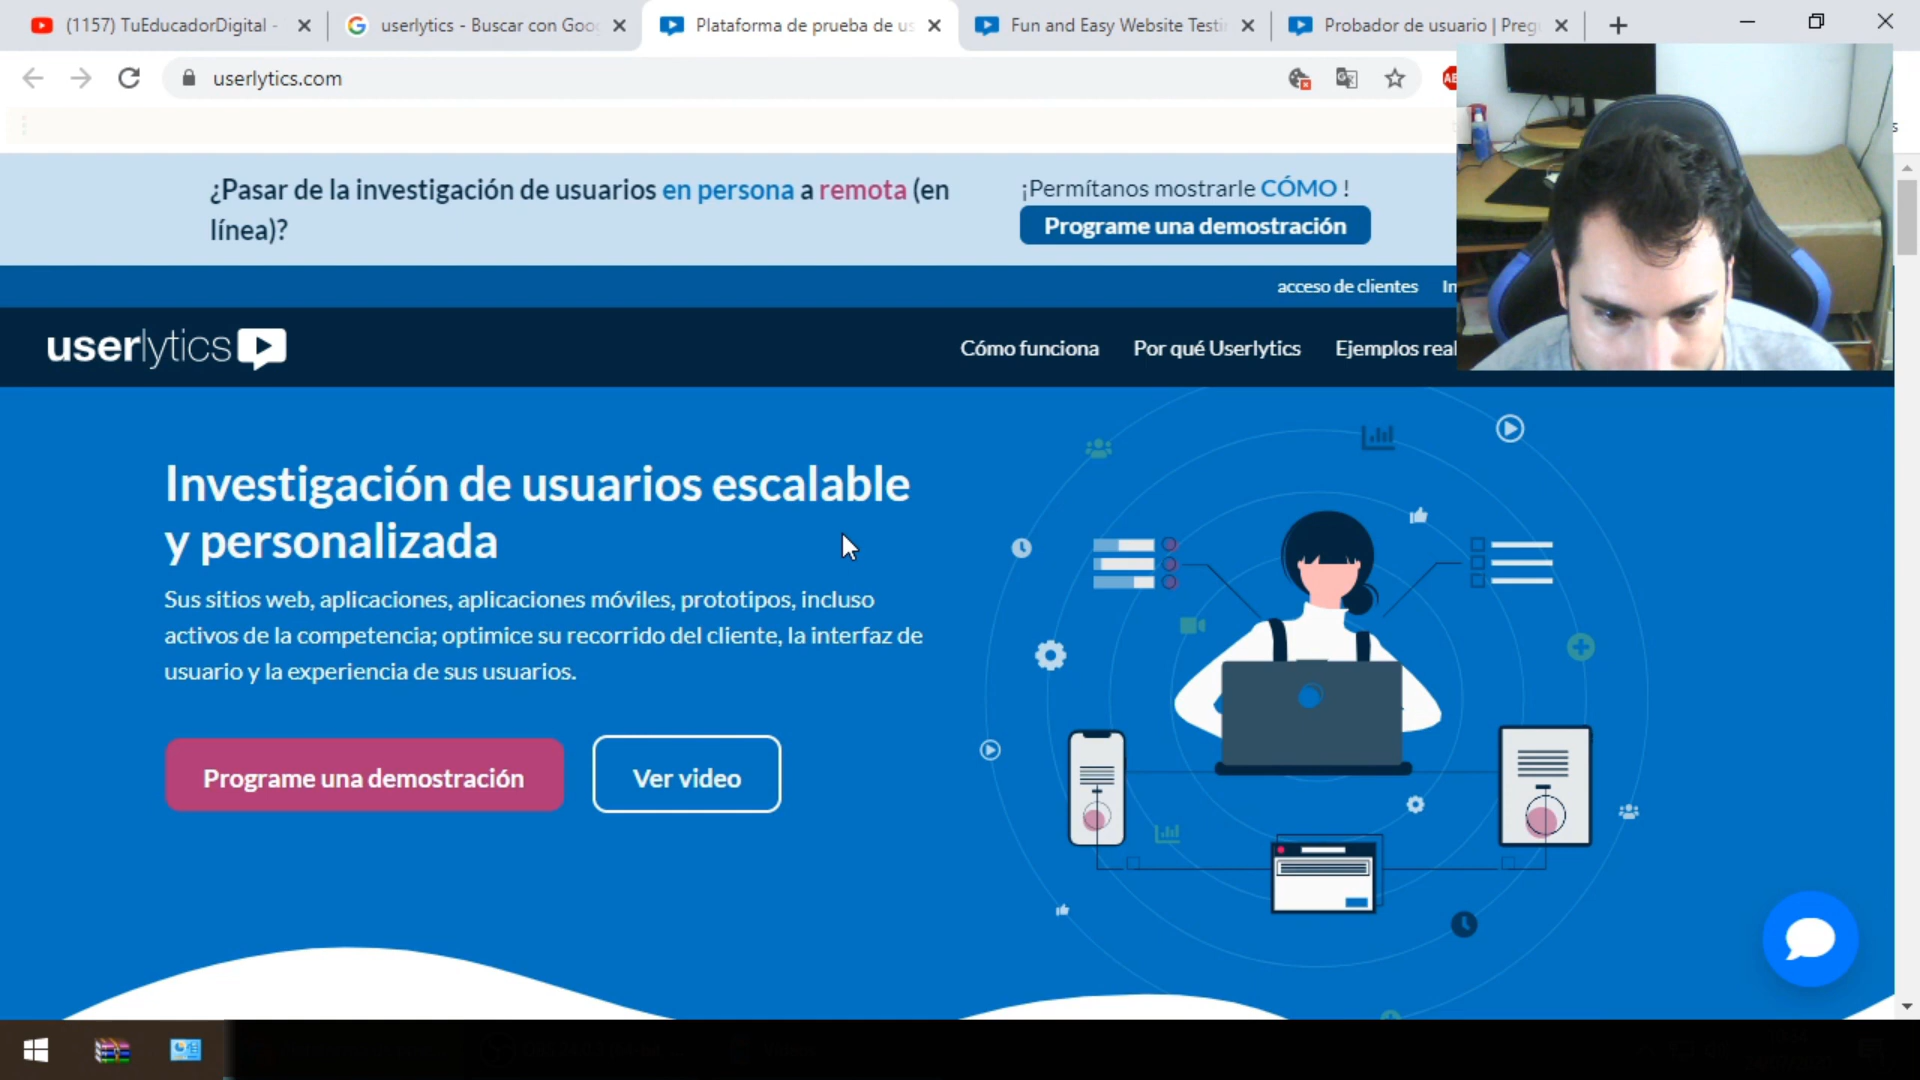 (1157) TuEducadorDigital -
userlytics - Buscar con Goo
Plataforma de prueba de us
Fun and Easy Website Testi
Probador de usuario | Preg
userlytics.com
¿Pasar de la investigación de usuarios en persona a remota (en
línea)?
¡Permítanos mostrarle CÓMO !
Programe una demostración
acceso de clientes
userlytics
Cómo funciona
Por qué Userlytics
Ejemplos real
Investigación de usuarios escalable
y personalizada
Sus sitios web, aplicaciones, aplicaciones móviles, prototipos, incluso
activos de la competencia; optimice su recorrido del cliente, la interfaz de
usuario y la experiencia de sus usuarios.
Programe una demostración
Ver video